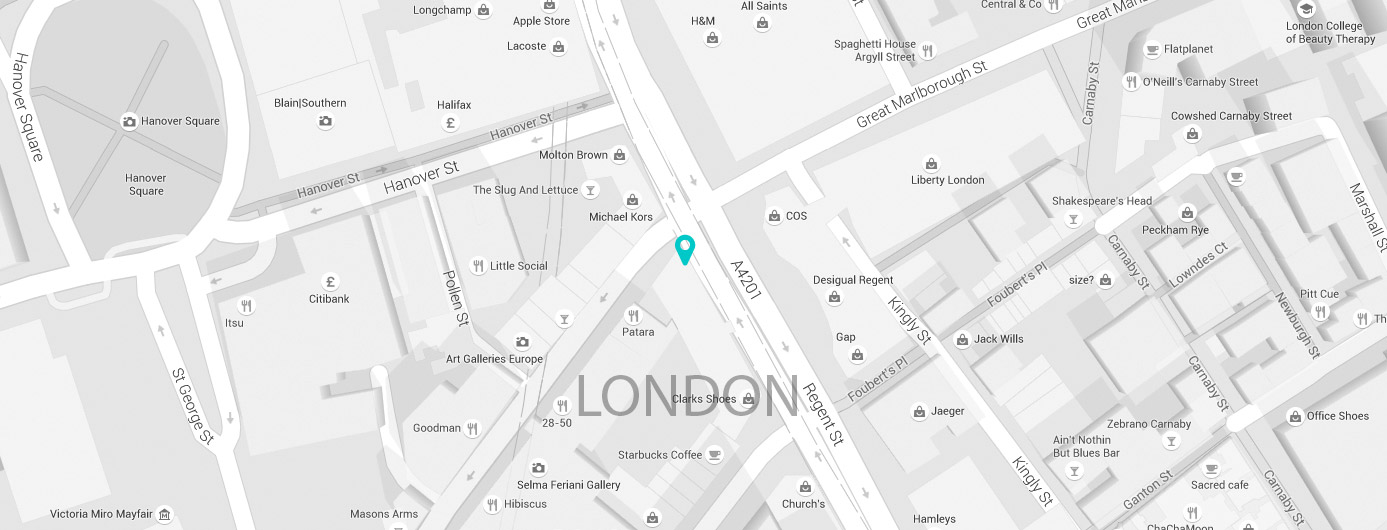 Longchamp
Apple Store
Lacoste
H&M
All Saints
Central & Co
Great Marl
London College
of Beauty Therapy
Spaghetti House
Argyll Street
Flatplanet
O'Neill's Carnaby Street
Great Marlborough St
Carnaby St
Hanover Square
Blain|Southern
Halifax
Hanover Square
Hanover St
Cowshed Carnaby Street
Molton Brown
Hanover
Square
Hanover St
Hanover St
The Slug And Lettuce
Michael Kors
Liberty London
COS
Shakespeare's Head
Peckham Rye
Marshall St
Little Social
A4201
Desigual Regent
Foubert's Pl
size?
Carnaby St
Lowndes Ct
Citibank
Itsu
Pollen St
Patara
Kingly St
Gap
Jack Wills
Newburgh St
Pitt Cue
Th
Art Galleries Europe
St George St
LONDON
Clarks Shoes
Regent St
Foubert's Pl
Carnaby St
Jaeger
Office Shoes
Goodman
28-50
Zebrano Carnaby
Ain't Nothin
But Blues Bar
Starbucks Coffee
Kingly St
Selma Feriani Gallery
Church's
Sacred cafe
Ganton St
Carnaby St
Victoria Miro Mayfair
Masons Arms
Hibiscus
Hamleys
ChaChaMoon